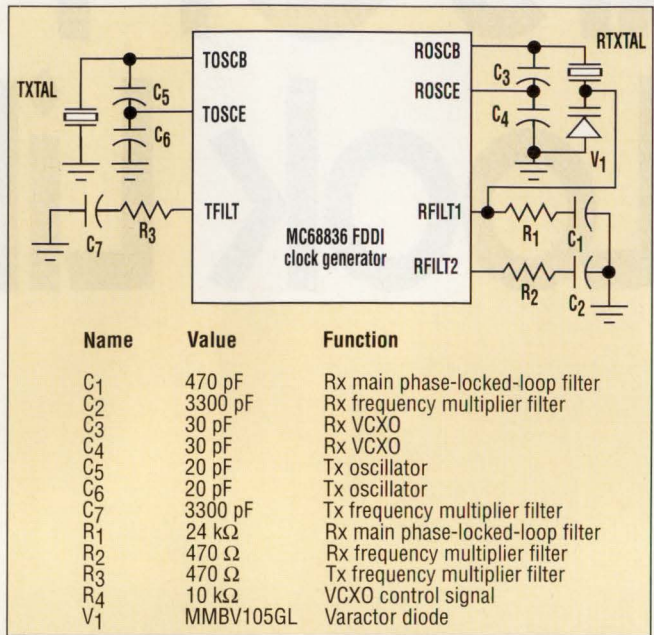 TOSCB
ROSCB
RTXTAL
TXTAL
C5
C3
TOSCE
ROSCE
C6
C4
V1
TFILT
RFILT1
C7
R3
MC68836 FDDI
clock generator
R1
C1
RFILT2
R2
C2
Name Value Function
C1 470 pF Rx main phase-locked-loop filter
C2 3300 pF Rx frequency multiplier filter
C3 30 pF Rx VCXO
C4 30 pF Rx VCXO
C5 20 pF Tx oscillator
C6 20 pF Tx oscillator
C7 3300 pF Tx frequency multiplier filter
R1 24 kΩ Rx main phase-locked-loop filter
R2 470 Ω Rx frequency multiplier filter
R3 470 Ω Tx frequency multiplier filter
R4 10 kΩ VCXO control signal
V1 MMBV105GL Varactor diode